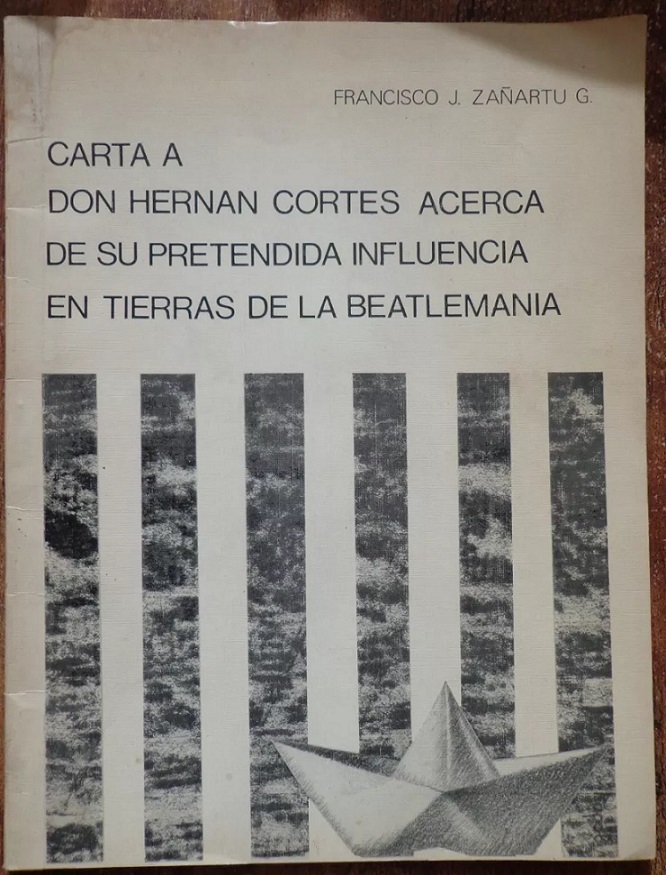 FRANCISCO J. ZAÑARTU G.
CARTA A
DON HERNAN CORTES ACERCA
DE SU PRETENDIDA INFLUENCIA
EN TIERRAS DE LA BEATLEMANIA